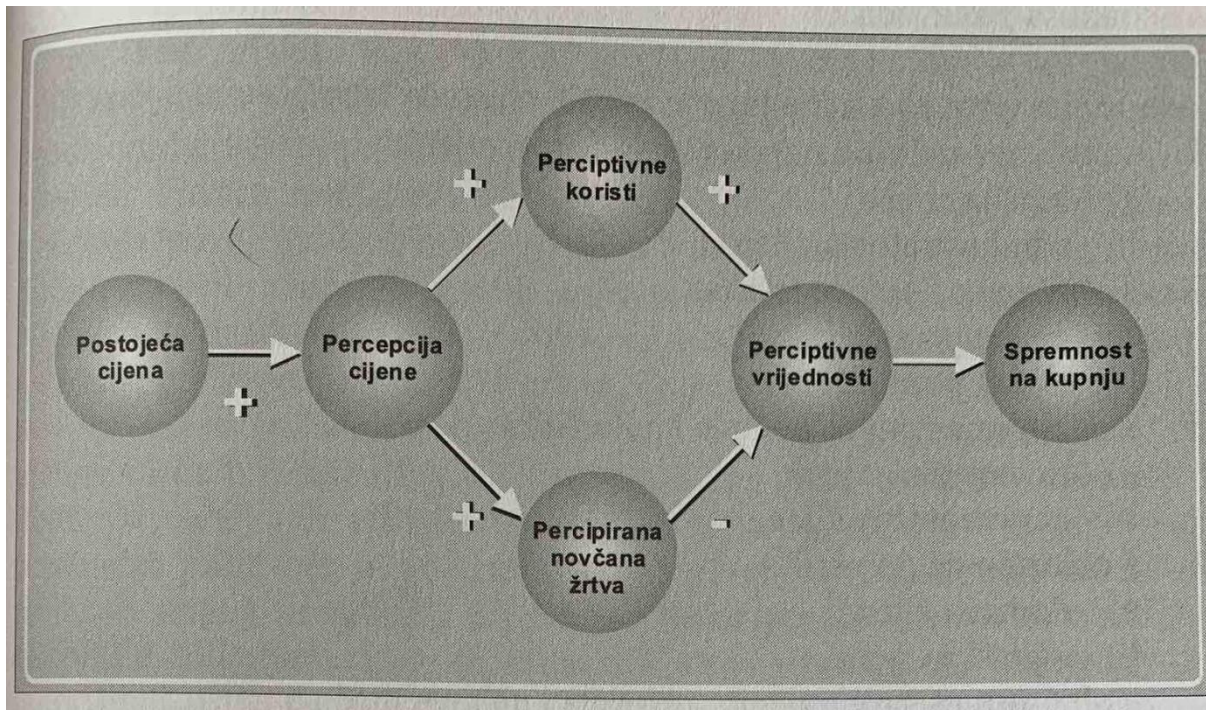 Perciptivne
koristi
+
+
Postojeća
cijena
+
Percepcija
cijene
Perciptivne
vrijednosti
Spremnost
na kupnju
+
-
Percipirana
novčana
žrtva